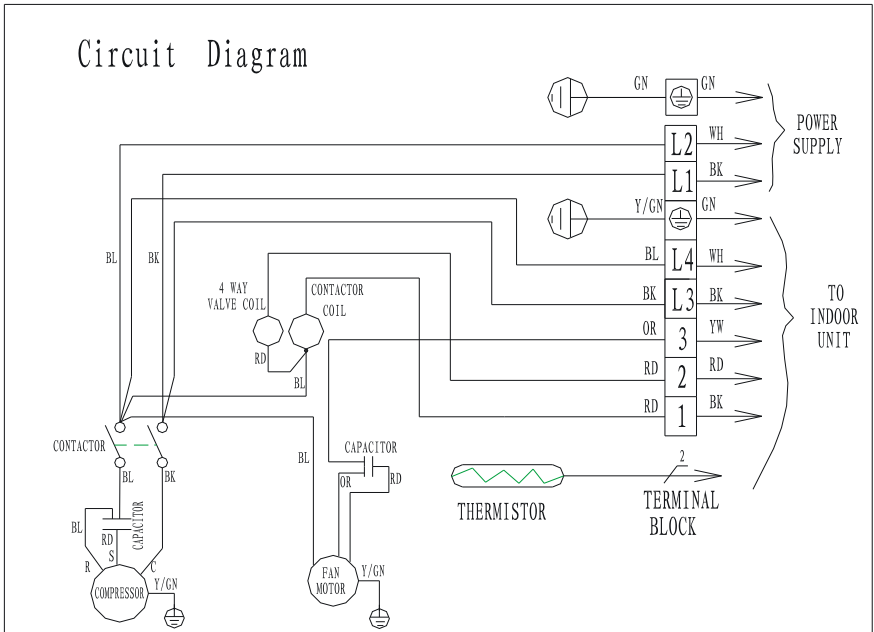 Circuit Diagram
GN
GN
POWER
SUPPLY
L2
WH
L1
BK
Y/GN
GN
BL
L4
WH
BK
L3
BK
OR
3
YW
RD
2
RD
RD
1
BK
TO
INDOOR
UNIT
BL
BK
4 WAY
VALVE COIL
CONTACTOR
COIL
RD
BL
CONTACTOR
BL
BK
BL
CAPACITOR
OR
RD
BL
RD
CAPACITOR
S
R
C
COMPRESSOR
Y/GN
FAN
MOTOR
Y/GN
THERMISTOR
2
TERMINAL
BLOCK